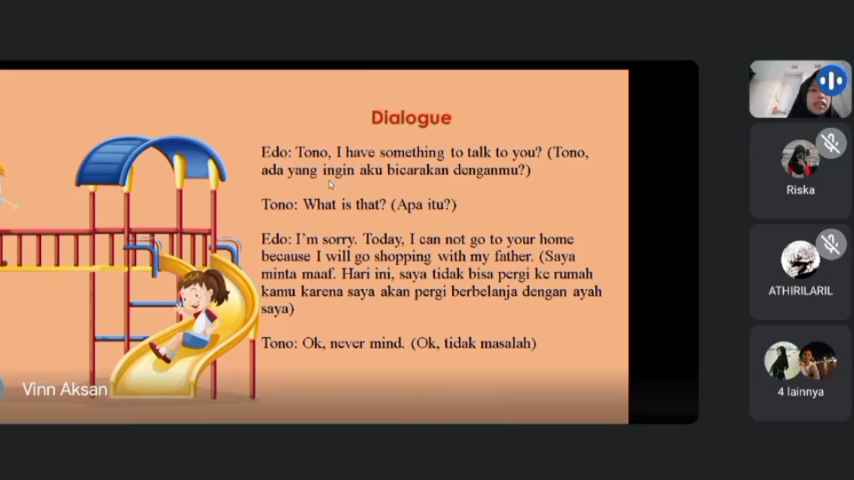 Dialogue
Edo: Tono, I have something to talk to you? (Tono,
ada yang ingin aku bicarakan denganmu?)
Tono: What is that? (Apa itu?)
Edo: I'm sorry. Today, I can not go to your home
because I will go shopping with my father. (Saya
minta maaf. Hari ini, saya tidak bisa pergi ke rumah
kamu karena saya akan pergi berbelanja dengan ayah
saya)
Tono: Ok, never mind. (Ok, tidak masalah)
Vinn Aksan
Riska
ATHIRILARIL
4 lainnya